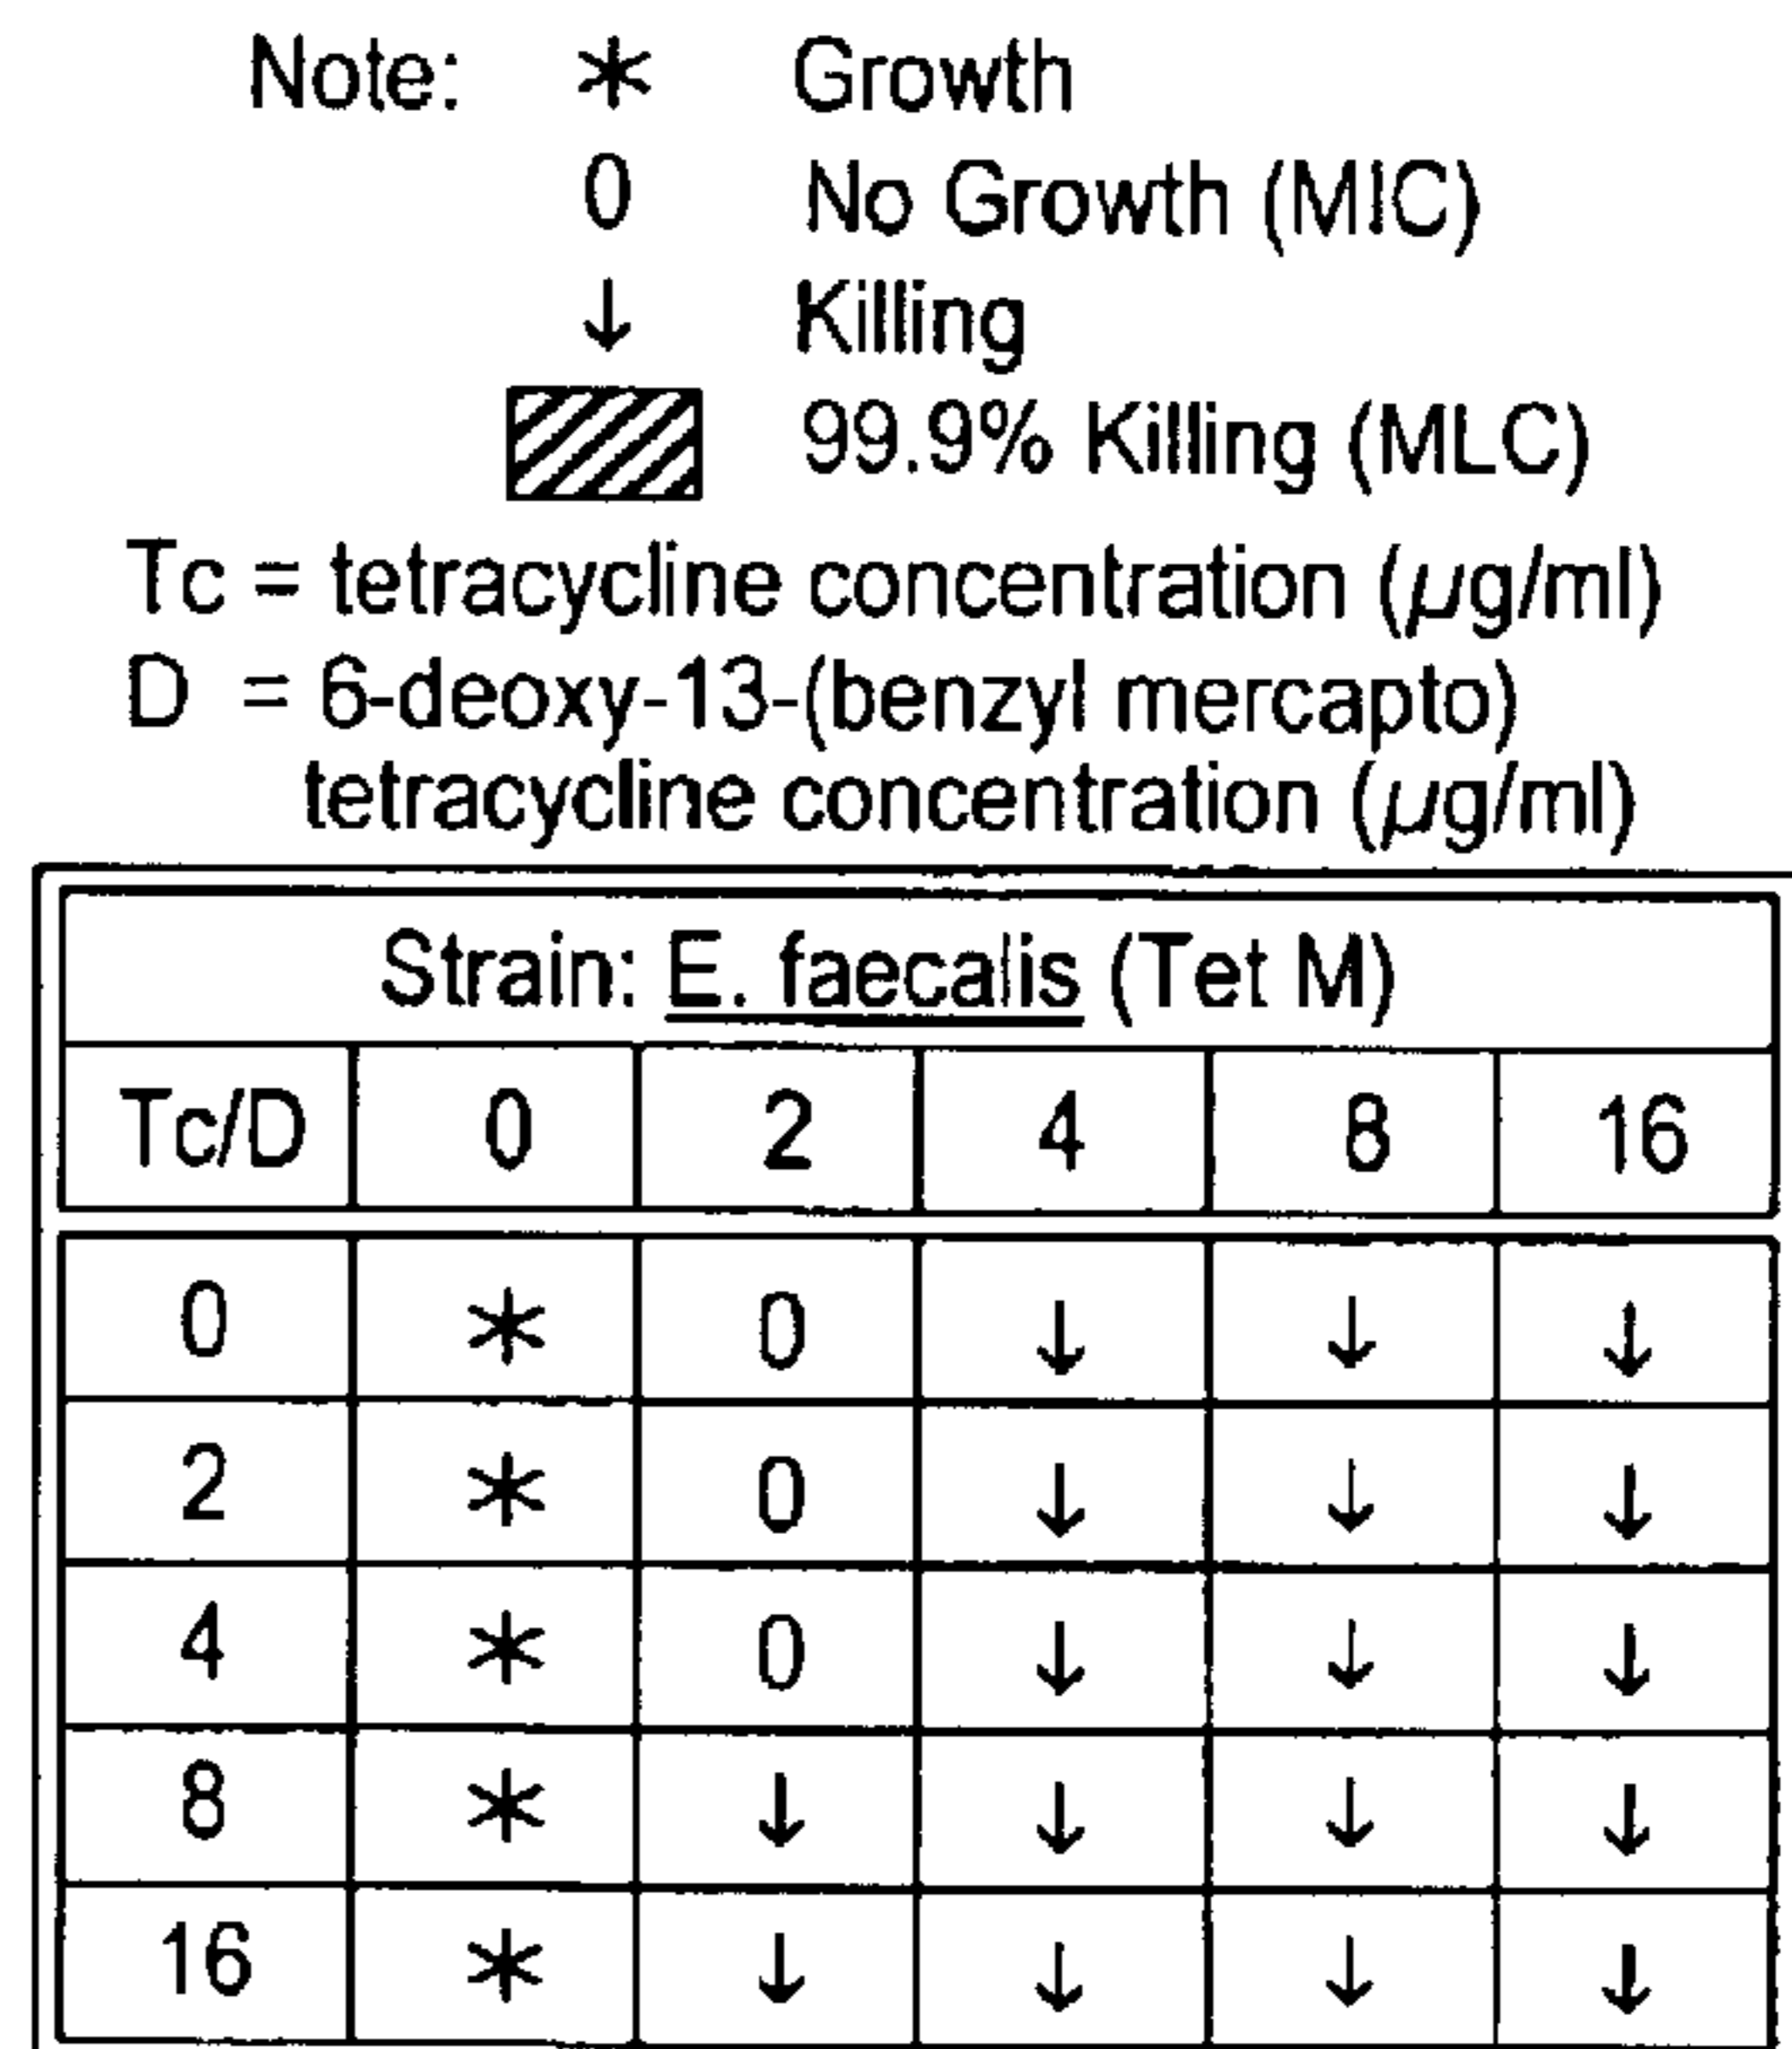 Note: * Growth
0 No Growth (MIC)
↓ Killing
99.9% Killing (MLC)
Tc = tetracycline concentration (µg/ml)
D = 6-deoxy-13-(benzyl mercapto)
tetracycline concentration (µg/ml)
Strain: E. faecalis (Tet M)
Tc/D 0 2 4 8 16
0 * 0 ↓ ↓ ↓
2 * 0 ↓ ↓ ↓
4 * 0 ↓ ↓ ↓
8 * ↓ ↓ ↓ ↓
16 * ↓ ↓ ↓ ↓